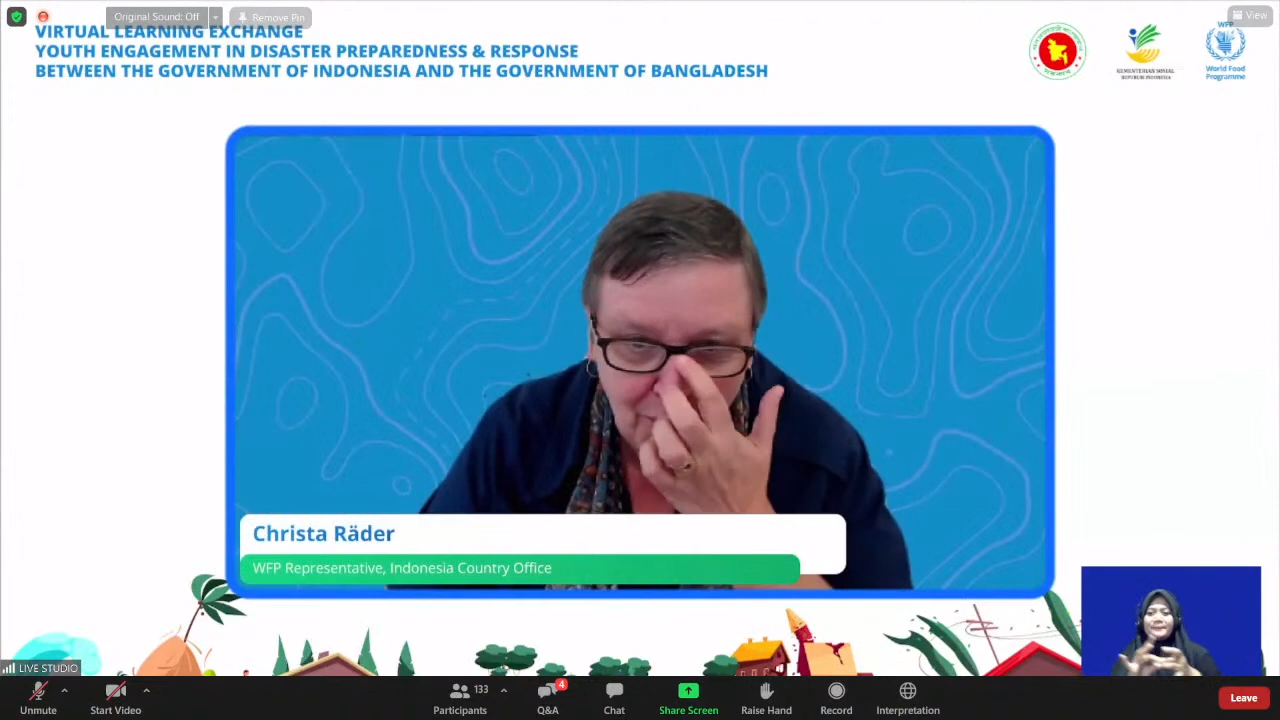 Original Sound: Off
Remove Pin
View
VIRTUAL LEARNING EXCHANGE
YOUTH ENGAGEMENT IN DISASTER PREPAREDNESS & RESPONSE
BETWEEN THE GOVERNMENT OF INDONESIA AND THE GOVERNMENT OF BANGLADESH
KEMENTERIAN SOSIAL
REPUBLIK INDONESIA
WFP
World Food
Programme
Christa Räder
WFP Representative, Indonesia Country Office
LIVE STUDIO
133
4
Unmute
Start Video
Participants
Q&A
Chat
Share Screen
Raise Hand
Record
Interpretation
Leave